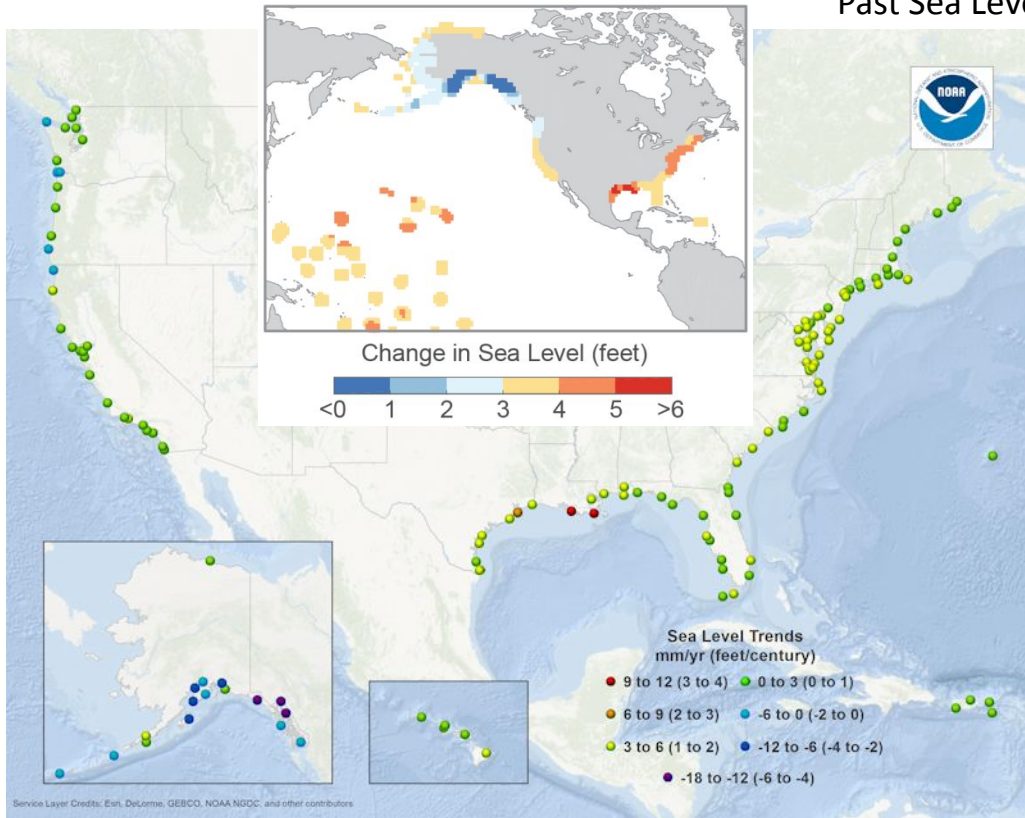 Past Sea Leve
NOAA
Change in Sea Level (feet)
<0 1 2 3 4 5 >6
Sea Level Trends
mm/yr (feet/century)
9 to 12 (3 to 4) 0 to 3 (0 to 1)
6 to 9 (2 to 3) -6 to 0 (-2 to 0)
3 to 6 (1 to 2) -12 to -6 (-4 to -2)
-18 to -12 (-6 to -4)
Service Layer Credits: Esri, DeLorme, GEBCO, NOAA NGDC, and other contributors